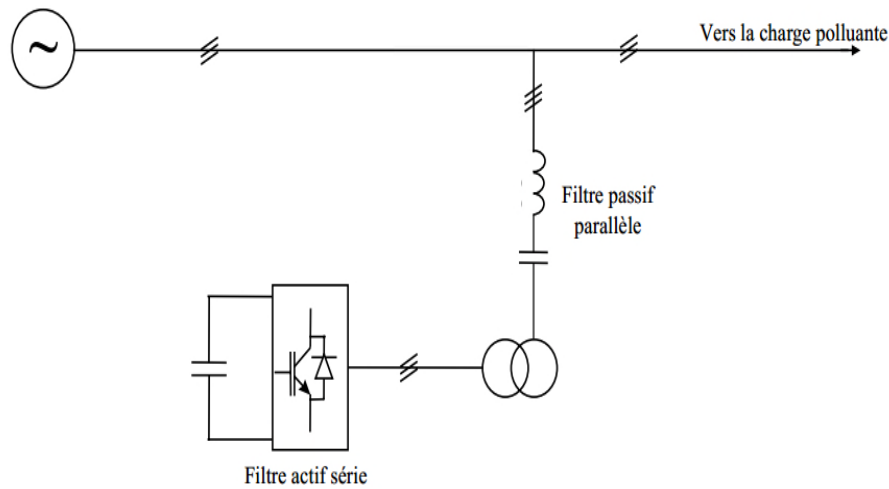 Vers la charge polluante
Filtre passif
parallèle
Filtre actif série